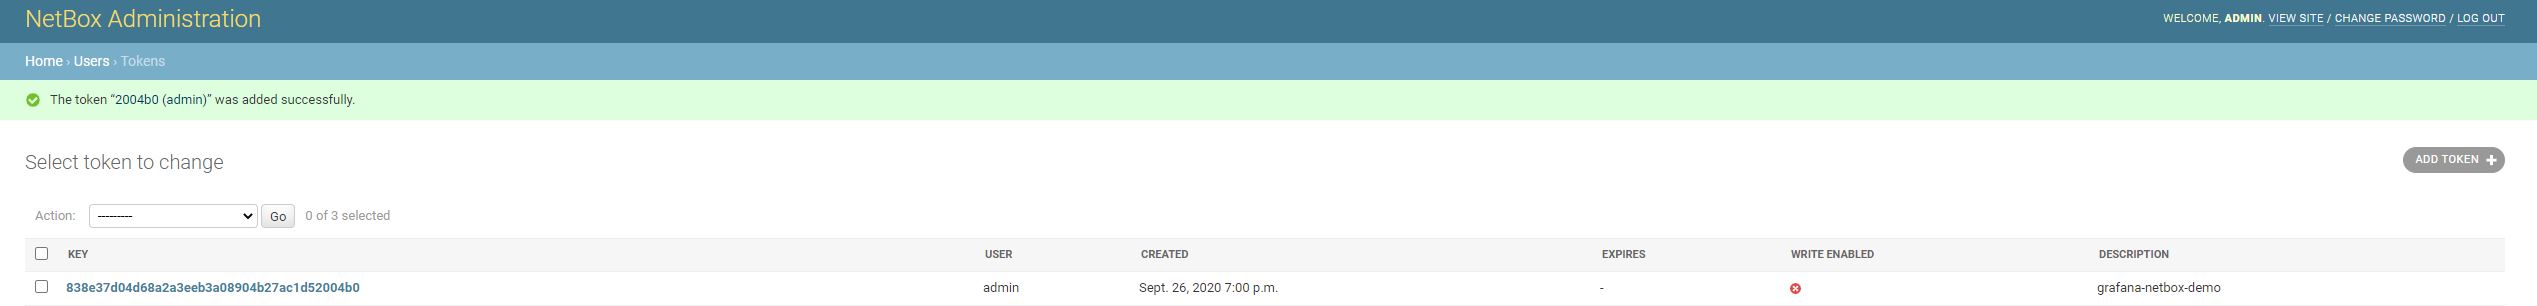 NetBox Administration
WELCOME, ADMIN. VIEW SITE / CHANGE PASSWORD / LOG OUT
Home › Users › Tokens
The token “2004b0 (admin)” was added successfully.
Select token to change
ADD TOKEN
Action: --------- Go 0 of 3 selected
KEY USER CREATED EXPIRES WRITE ENABLED DESCRIPTION
838e37d04d68a2a3eeb3a08904b27ac1d52004b0 admin Sept. 26, 2020 7:00 p.m. - grafana-netbox-demo